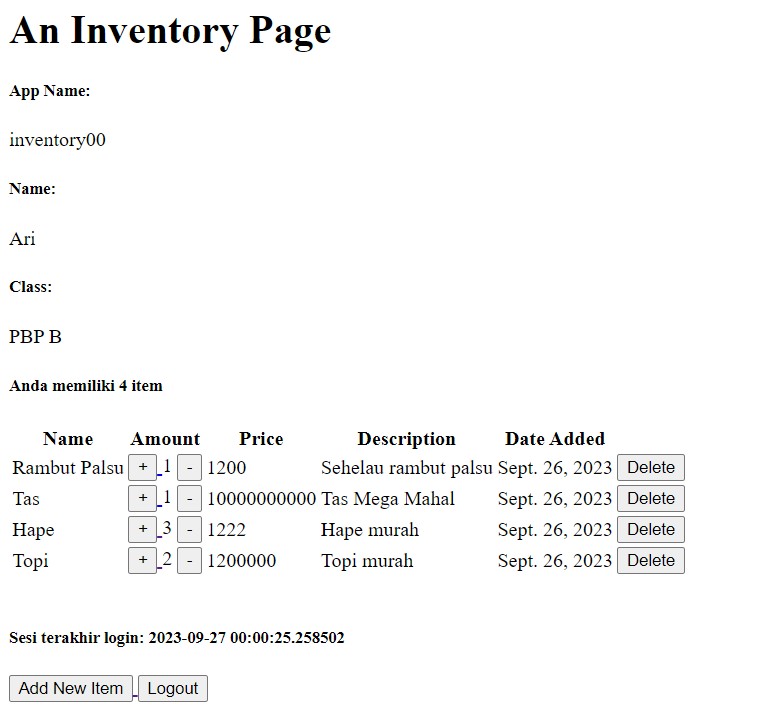 An Inventory Page
App Name:
inventory00
Name:
Ari
Class:
PBP B
Anda memiliki 4 item
Name Amount Price Description Date Added
Rambut Palsu + 1 - 1200 Sehelau rambut palsu Sept. 26, 2023 Delete
Tas + 1 - 10000000000 Tas Mega Mahal Sept. 26, 2023 Delete
Hape + 3 - 1222 Hape murah Sept. 26, 2023 Delete
Topi + 2 - 1200000 Topi murah Sept. 26, 2023 Delete
Sesi terakhir login: 2023-09-27 00:00:25.258502
Add New Item Logout